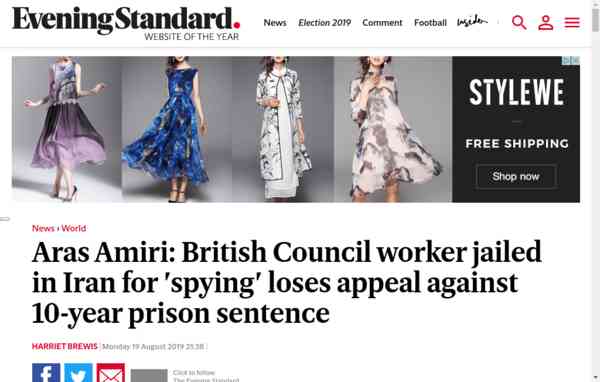 Evening Standard.
WEBSITE OF THE YEAR
News Election 2019 Comment Football Insider
STYLEWE
FREE SHIPPING
Shop now
News › World
Aras Amiri: British Council worker jailed
in Iran for 'spying' loses appeal against
10-year prison sentence
HARRIET BREWIS | Monday 19 August 2019 21:38 |
Click to follow
The Evening Standard